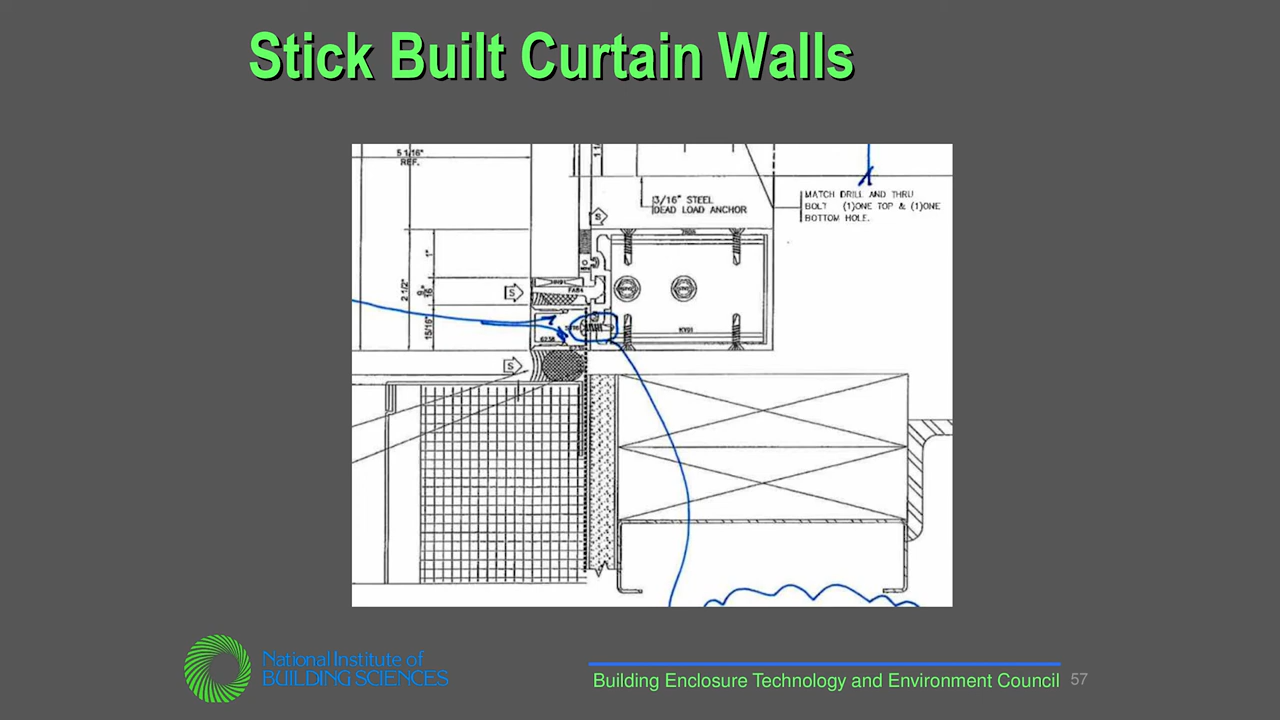 Stick Built Curtain Walls
5 1/16"
REF.
3/16" STEEL
DEAD LOAD ANCHOR
MATCH DRILL AND THRU
BOLT (1)ONE TOP & (1)ONE
BOTTOM HOLE.
S
1"
2 1/2"
9/16"
S
15/16"
S
National Institute of
BUILDING SCIENCES
Building Enclosure Technology and Environment Council
57